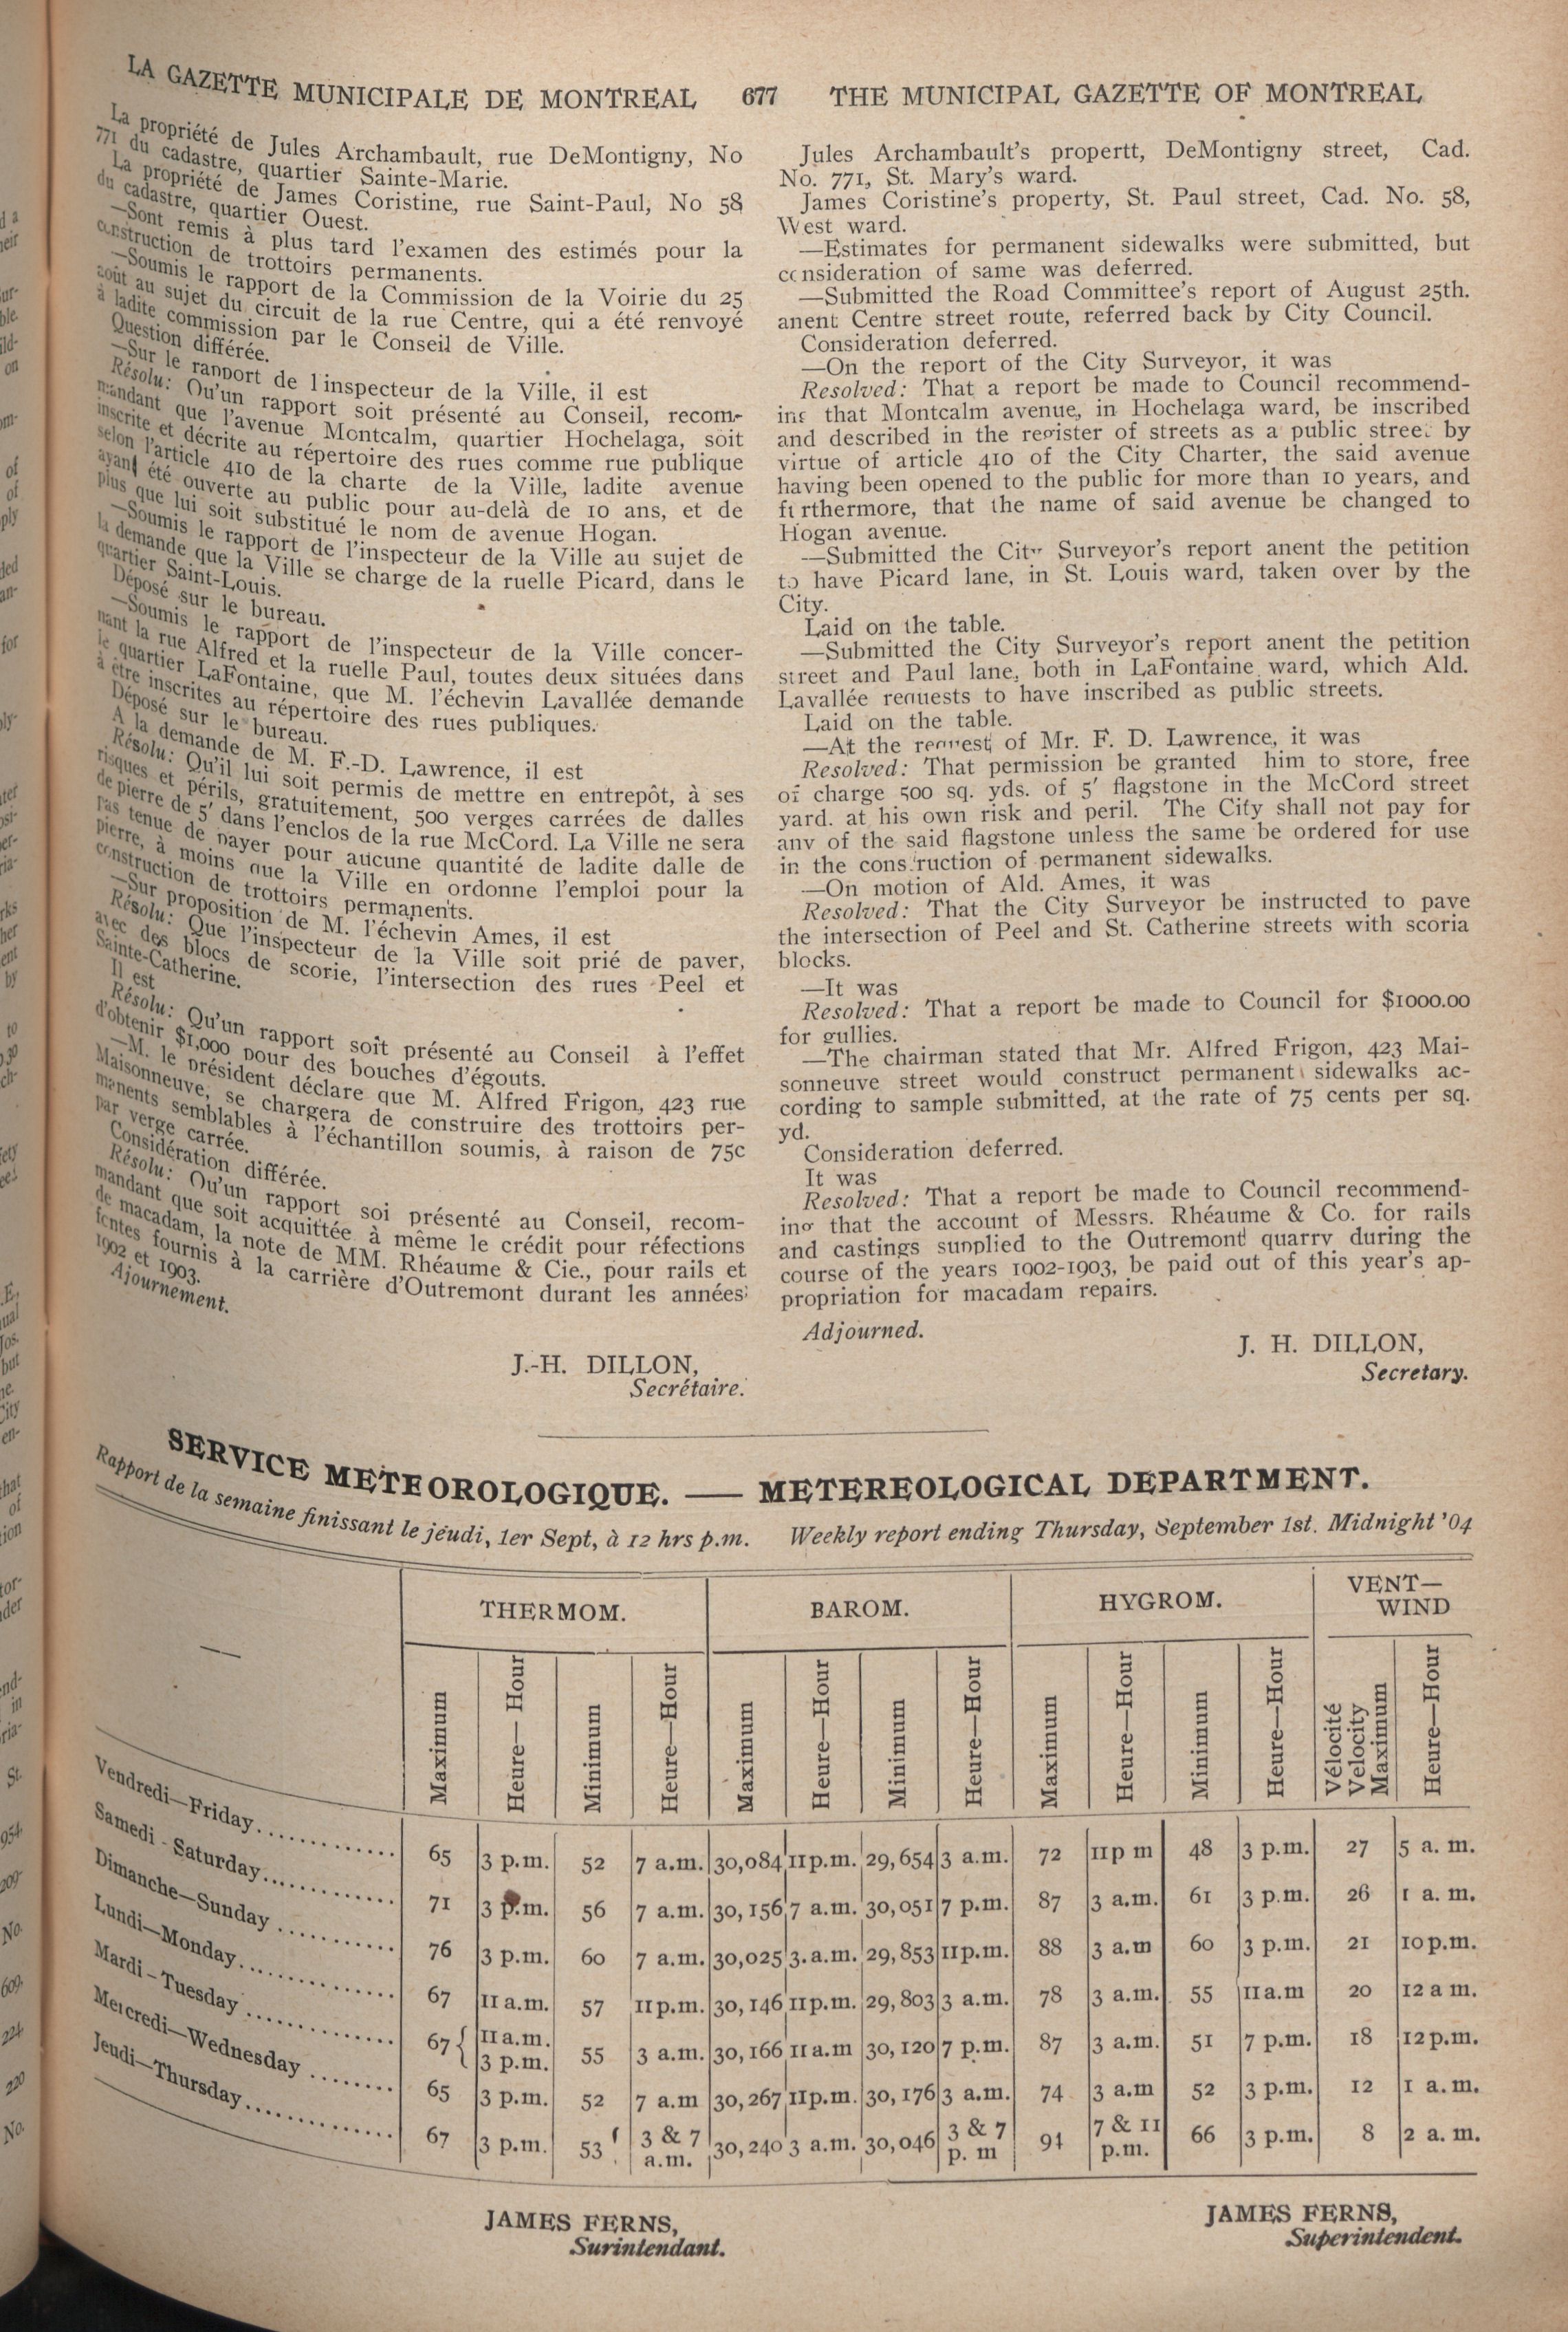 LA GAZETTE MUNICIPALE DE MONTREAL 677 THE MUNICIPAL GAZETTE OF MONTREAL
La propriété de Jules Archambault, rue DeMontigny, No
771 du cadastre, quartier Sainte-Marie.
La propriété de James Coristine, rue Saint-Paul, No 58
du cadastre, quartier Ouest.
—Sont remis à plus tard l'examen des estimés pour la
construction de trottoirs permanents.
—Soumis le rapport de la Commission de la Voirie du 25
août au sujet du circuit de la rue Centre, qui a été renvoyé
à ladite commission par le Conseil de Ville.
Question différée.
—Sur le rapport de l'inspecteur de la Ville, il est
Résolu: Qu'un rapport soit présenté au Conseil, recom-
mandant que l'avenue Montcalm, quartier Hochelaga, soit
inscrite et décrite au répertoire des rues comme rue publique
selon l'article 410 de la charte de la Ville, ladite avenue
ayant été ouverte au public pour au-delà de 10 ans, et de
plus que lui soit substitué le nom de avenue Hogan.
—Soumis le rapport de l'inspecteur de la Ville au sujet de
la demande que la Ville se charge de la ruelle Picard, dans le
quartier Saint-Louis.
Déposé sur le bureau.
—Soumis le rapport de l'inspecteur de la Ville concer-
nant la rue Alfred et la ruelle Paul, toutes deux situées dans
le quartier LaFontaine, que M. l'échevin Lavallée demande
à être inscrites au répertoire des rues publiques.
Déposé sur le bureau.
A la demande de M. F.-D. Lawrence, il est
Résolu: Qu'il lui soit permis de mettre en entrepôt, à ses
risques et périls, gratuitement, 500 verges carrées de dalles
de pierre de 5' dans l'enclos de la rue McCord. La Ville ne sera
pas tenue de payer pour aucune quantité de ladite dalle de
pierre, à moins que la Ville en ordonne l'emploi pour la
construction de trottoirs permanents.
—Sur proposition de M. l'échevin Ames, il est
Résolu: Que l'inspecteur de la Ville soit prié de paver,
avec des blocs de scorie, l'intersection des rues Peel et
Sainte-Catherine.
Il est
Résolu: Qu'un rapport soit présenté au Conseil à l'effet
d'obtenir $1,000 pour des bouches d'égouts.
—M. le président déclare que M. Alfred Frigon, 423 rue
Maisonneuve, se chargera de construire des trottoirs per-
manents semblables à l'échantillon soumis, à raison de 75c
par verge carrée.
Considération différée.
Résolu: Qu'un rapport soi présenté au Conseil, recom-
mandant que soit acquittée à même le crédit pour réfections
de macadam, la note de MM. Rhéaume & Cie., pour rails et
fontes fournis à la carrière d'Outremont durant les années
1902 et 1903.
Ajournement.
J.-H. DILLON,
Secrétaire.
Jules Archambault's propertt, DeMontigny street, Cad.
No. 771, St. Mary's ward.
James Coristine's property, St. Paul street, Cad. No. 58,
West ward.
—Estimates for permanent sidewalks were submitted, but
consideration of same was deferred.
—Submitted the Road Committee's report of August 25th.
anent Centre street route, referred back by City Council.
Consideration deferred.
—On the report of the City Surveyor, it was
Resolved: That a report be made to Council recommend-
ing that Montcalm avenue, in Hochelaga ward, be inscribed
and described in the register of streets as a public street by
virtue of article 410 of the City Charter, the said avenue
having been opened to the public for more than 10 years, and
furthermore, that the name of said avenue be changed to
Hogan avenue.
—Submitted the City Surveyor's report anent the petition
to have Picard lane, in St. Louis ward, taken over by the
City.
Laid on the table.
—Submitted the City Surveyor's report anent the petition
street and Paul lane, both in LaFontaine ward, which Ald.
Lavallée requests to have inscribed as public streets.
Laid on the table.
—At the request of Mr. F. D. Lawrence, it was
Resolved: That permission be granted him to store, free
of charge 500 sq. yds. of 5' flagstone in the McCord street
yard. at his own risk and peril. The City shall not pay for
any of the said flagstone unless the same be ordered for use
in the construction of permanent sidewalks.
—On motion of Ald. Ames, it was
Resolved: That the City Surveyor be instructed to pave
the intersection of Peel and St. Catherine streets with scoria
blocks.
—It was
Resolved: That a report be made to Council for $1000.00
for gullies.
—The chairman stated that Mr. Alfred Frigon, 423 Mai-
sonneuve street would construct permanent sidewalks ac-
cording to sample submitted, at the rate of 75 cents per sq.
yd.
Consideration deferred.
It was
Resolved: That a report be made to Council recommend-
ing that the account of Messrs. Rhéaume & Co. for rails
and castings supplied to the Outremont quarry during the
course of the years 1902-1903, be paid out of this year's ap-
propriation for macadam repairs.
Adjourned.
J. H. DILLON,
Secretary.
SERVICE METEOROLOGIQUE. — METEREOLOGICAL DEPARTMENT.
Rapport de la semaine finissant le jeudi, 1er Sept, à 12 hrs p.m. Weekly report ending Thursday, September 1st. Midnight '04
THERMOM. BAROM. HYGROM. VENT—WIND
Maximum Heure—Hour Minimum Heure—Hour Maximum Heure—Hour Minimum Heure—Hour Maximum Heure—Hour Minimum Heure—Hour Vélocité Velocity Maximum Heure—Hour
Vendredi—Friday 65 3 p.m. 52 7 a.m. 30,084 11p.m. 29,654 3 a.m. 72 11p m 48 3 p.m. 27 5 a. m.
Samedi - Saturday 71 3 p.m. 56 7 a.m. 30,156 7 a.m. 30,051 7 p.m. 87 3 a.m. 61 3 p.m. 26 1 a. m.
Dimanche—Sunday 76 3 p.m. 60 7 a.m. 30,025 3.a.m. 29,853 11p.m. 88 3 a.m 60 3 p.m. 21 10p.m.
Lundi—Monday 67 11a.m. 57 11p.m. 30,146 11p.m. 29,803 3 a.m. 78 3 a.m. 55 11a.m 20 12 a m.
Mardi - Tuesday 67 { 11a.m. 3 p.m. 55 3 a.m. 30,166 11a.m 30,120 7 p.m. 87 3 a.m. 51 7 p.m. 18 12p.m.
Mercredi—Wednesday 65 3 p.m. 52 7 a.m 30,267 11p.m. 30,176 3 a.m. 74 3 a.m 52 3 p.m. 12 1 a. m.
Jeudi—Thursday 67 3 p.m. 53 { 3 & 7 a.m. 30,240 3 a.m. 30,046 3 & 7 p. m 94 7 & 11 p.m. 66 3 p.m. 8 2 a. m.
JAMES FERNS,
Surintendant.
JAMES FERNS,
Superintendent.